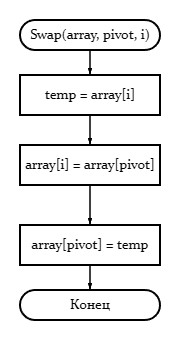 Swap(array, pivot, i)
temp = array[i]
array[i] = array[pivot]
array[pivot] = temp
Конец